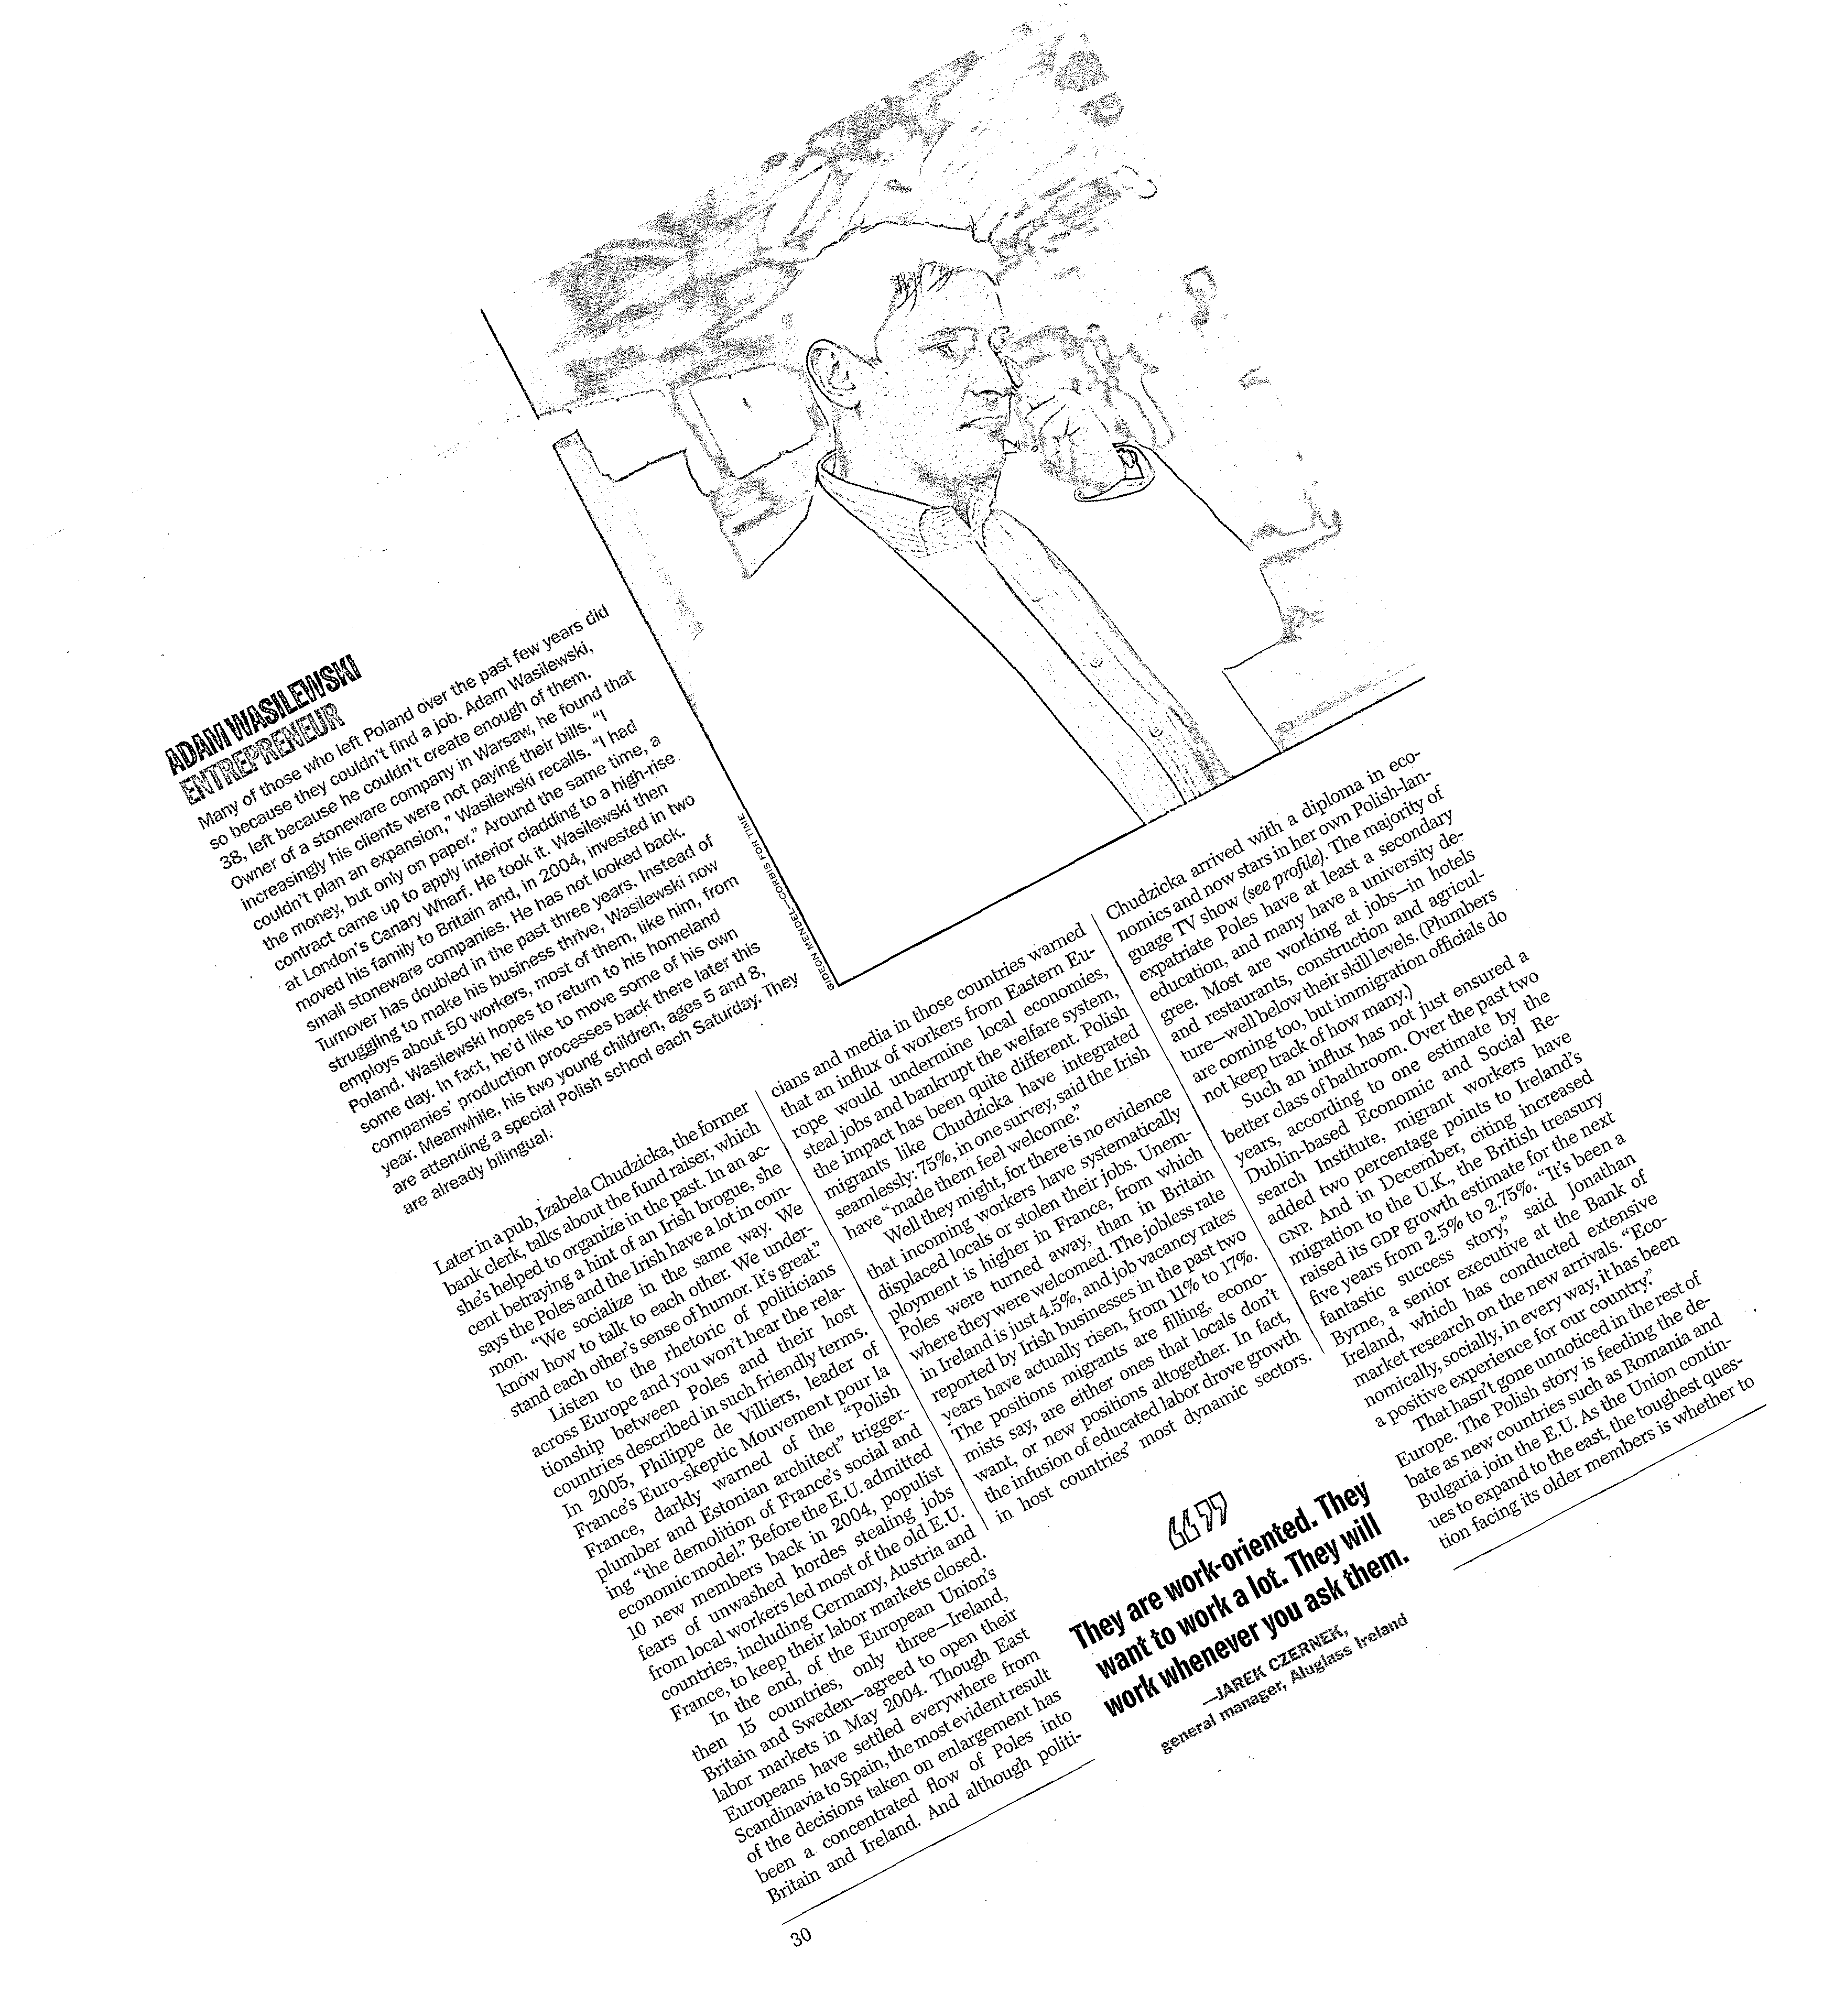 ADAM WASILEWSKI
ENTREPRENEUR
Many of those who left Poland over the past few years did
so because they couldn't find a job. Adam Wasilewski,
38, left because he couldn't create enough of them.
Owner of a stoneware company in Warsaw, he found that
increasingly his clients were not paying their bills. “I
couldn't plan an expansion,” Wasilewski recalls. “I had
the money, but only on paper.” Around the same time, a
contract came up to apply interior cladding to a high-rise
at London's Canary Wharf. He took it. Wasilewski then
moved his family to Britain and, in 2004, invested in two
small stoneware companies. He has not looked back.
Turnover has doubled in the past three years. Instead of
struggling to make his business thrive, Wasilewski now
employs about 50 workers, most of them, like him, from
Poland. Wasilewski hopes to return to his homeland
some day. In fact, he'd like to move some of his own
companies' production processes back there later this
year. Meanwhile, his two young children, ages 5 and 8,
are attending a special Polish school each Saturday. They
are already bilingual.
GIDEON MENDEL—CORBIS FOR TIME
Later in a pub, Izabela Chudzicka, the former
bank clerk, talks about the fund raiser, which
she's helped to organize in the past. In an ac-
cent betraying a hint of an Irish brogue, she
says the Poles and the Irish have a lot in com-
mon. “We socialize in the same way. We
know how to talk to each other. We under-
stand each other's sense of humor. It's great.”
Listen to the rhetoric of politicians
across Europe and you won't hear the rela-
tionship between Poles and their host
countries described in such friendly terms.
In 2005, Philippe de Villiers, leader of
France's Euro-skeptic Mouvement pour la
France, darkly warned of the “Polish
plumber and Estonian architect” trigger-
ing “the demolition of France's social and
economic model.” Before the E.U. admitted
10 new members back in 2004, populist
fears of unwashed hordes stealing jobs
from local workers led most of the old E.U.
countries, including Germany, Austria and
France, to keep their labor markets closed.
In the end, of the European Union's
then 15 countries, only three—Ireland,
Britain and Sweden—agreed to open their
labor markets in May 2004. Though East
Europeans have settled everywhere from
Scandinavia to Spain, the most evident result
of the decisions taken on enlargement has
been a concentrated flow of Poles into
Britain and Ireland. And although politi-
cians and media in those countries warned
that an influx of workers from Eastern Eu-
rope would undermine local economies,
steal jobs and bankrupt the welfare system,
the impact has been quite different. Polish
migrants like Chudzicka have integrated
seamlessly: 75%, in one survey, said the Irish
have “made them feel welcome.”
Well they might, for there is no evidence
that incoming workers have systematically
displaced locals or stolen their jobs. Unem-
ployment is higher in France, from which
Poles were turned away, than in Britain
where they were welcomed. The jobless rate
in Ireland is just 4.5%, and job vacancy rates
reported by Irish businesses in the past two
years have actually risen, from 11% to 17%.
The positions migrants are filling, econo-
mists say, are either ones that locals don't
want, or new positions altogether. In fact,
the infusion of educated labor drove growth
in host countries' most dynamic sectors.
“”
They are work-oriented. They
want to work a lot. They will
work whenever you ask them.
—JAREK CZERNEK,
general manager, Aluglass Ireland
Chudzicka arrived with a diploma in eco-
nomics and now stars in her own Polish-lan-
guage TV show (see profile). The majority of
expatriate Poles have at least a secondary
education, and many have a university de-
gree. Most are working at jobs—in hotels
and restaurants, construction and agricul-
ture—well below their skill levels. (Plumbers
are coming too, but immigration officials do
not keep track of how many.)
Such an influx has not just ensured a
better class of bathroom. Over the past two
years, according to one estimate by the
Dublin-based Economic and Social Re-
search Institute, migrant workers have
added two percentage points to Ireland's
GNP. And in December, citing increased
migration to the U.K., the British treasury
raised its GDP growth estimate for the next
five years from 2.5% to 2.75%. “It's been a
fantastic success story,” said Jonathan
Byrne, a senior executive at the Bank of
Ireland, which has conducted extensive
market research on the new arrivals. “Eco-
nomically, socially, in every way, it has been
a positive experience for our country.”
That hasn't gone unnoticed in the rest of
Europe. The Polish story is feeding the de-
bate as new countries such as Romania and
Bulgaria join the E.U. As the Union contin-
ues to expand to the east, the toughest ques-
tion facing its older members is whether to
30